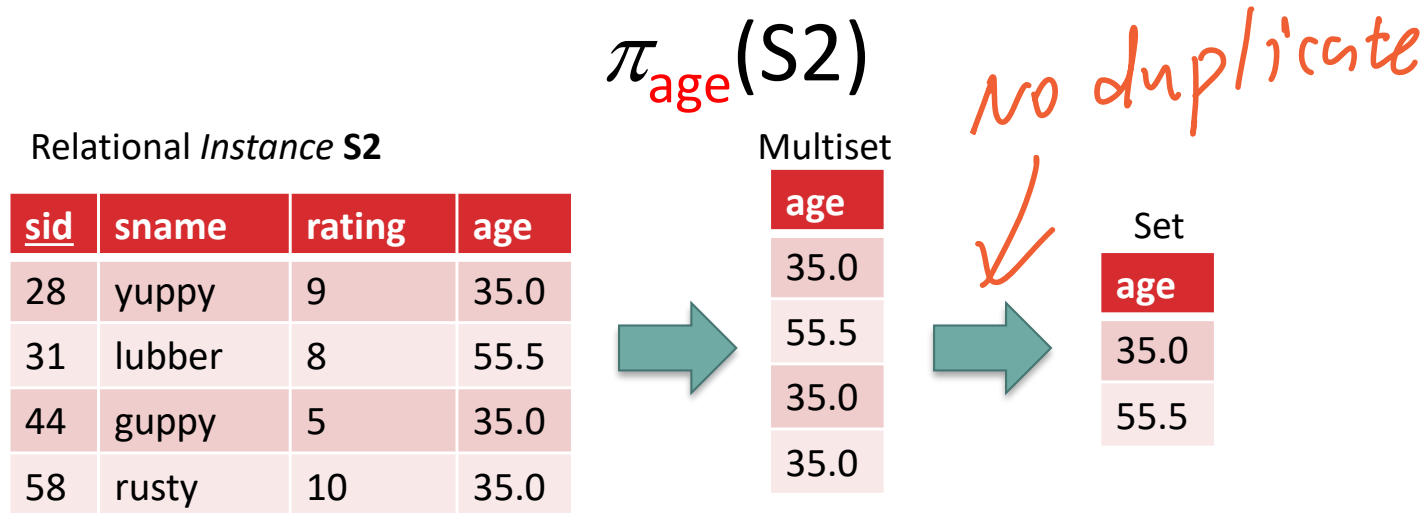 π age (S2)
no duplicate
Relational Instance S2
sid sname rating age
28 yuppy 9 35.0
31 lubber 8 55.5
44 guppy 5 35.0
58 rusty 10 35.0
Multiset
age
35.0
55.5
35.0
35.0
Set
age
35.0
55.5